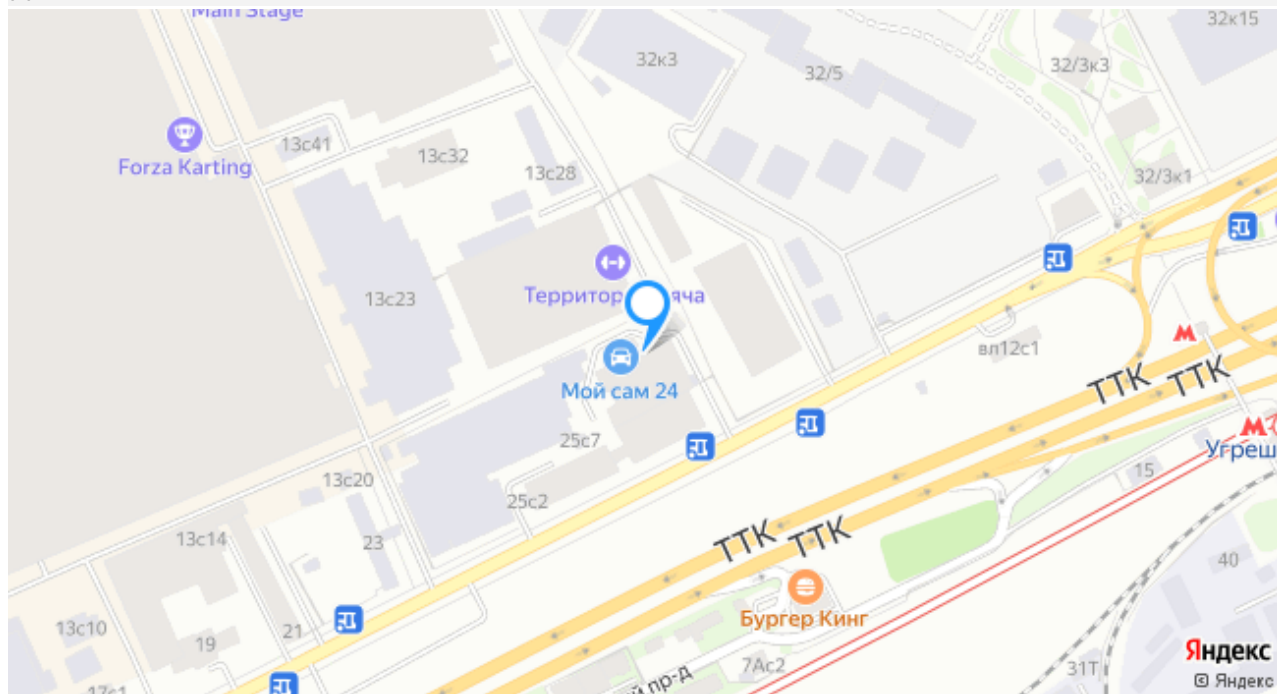 Main Stage
32к15
32к3
32/5
32/3к3
13с41
13с32
Forza Karting
13с28
32/3к1
Территор яча
13с23
вл12с1
Мой сам 24
ТТК
ТТК
25с7
Угреш
15
13с20
25с2
13с14
23
ТТК
ТТК
40
Бургер Кинг
13с10
19
21
7Ас2
31Т
й пр-д
17с1
Яндекс
© Яндекс